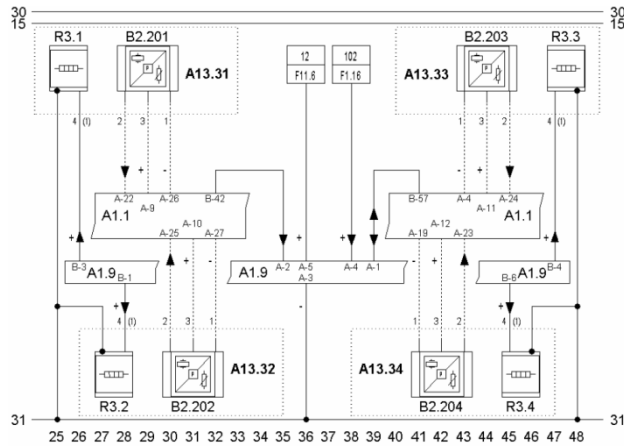 30 30
15 15
R3.1 B2.201 12 102 B2.203 R3.3
F11.6 F1.16
A13.31 A13.33
4 (1) 2 3 1 1 3 2 4 (1)
+ - - +
A-22 A-26 B-42 B-57 A-4 A-24
A-9 A-11
A1.1 A-10 A-12 A1.1
A-25 A-27 A-19 A-23
+ + + +
B-3 A-2 A-5 A-4 A-1 B-4
A1.9 A1.9 A-3 A1.9
B-1 B-6
+ + - - - + +
4 (1) 2 3 1 1 3 2 4 (1)
A13.32 A13.34
R3.2 B2.202 B2.204 R3.4
31 31
25 26 27 28 29 30 31 32 33 34 35 36 37 38 39 40 41 42 43 44 45 46 47 48